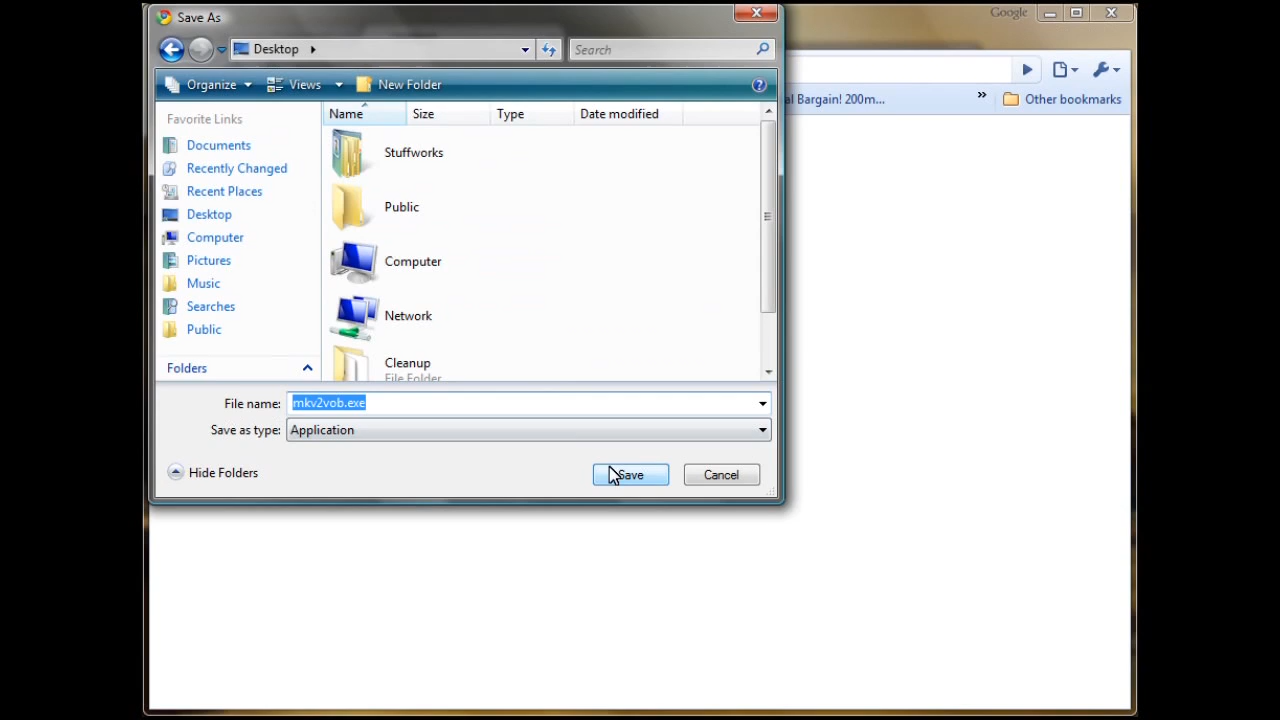 Save As
Google
Desktop
Search
Organize
Views
New Folder
al Bargain! 200m...
»
Other bookmarks
Favorite Links
Documents
Recently Changed
Recent Places
Desktop
Computer
Pictures
Music
Searches
Public
Folders
Name
Size
Type
Date modified
Stuffworks
Public
Computer
Network
Cleanup
File Folder
File name:
mkv2vob.exe
Save as type:
Application
Hide Folders
Save
Cancel